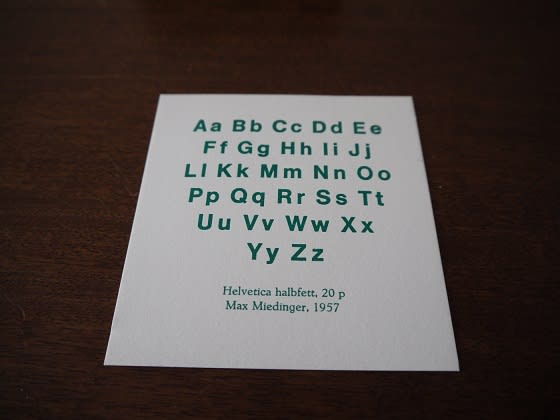 Aa Bb Cc Dd Ee
Ff Gg Hh Ii Jj
Ll Kk Mm Nn Oo
Pp Qq Rr Ss Tt
Uu Vv Ww Xx
Yy Zz
Helvetica halbfett, 20 p
Max Miedinger, 1957